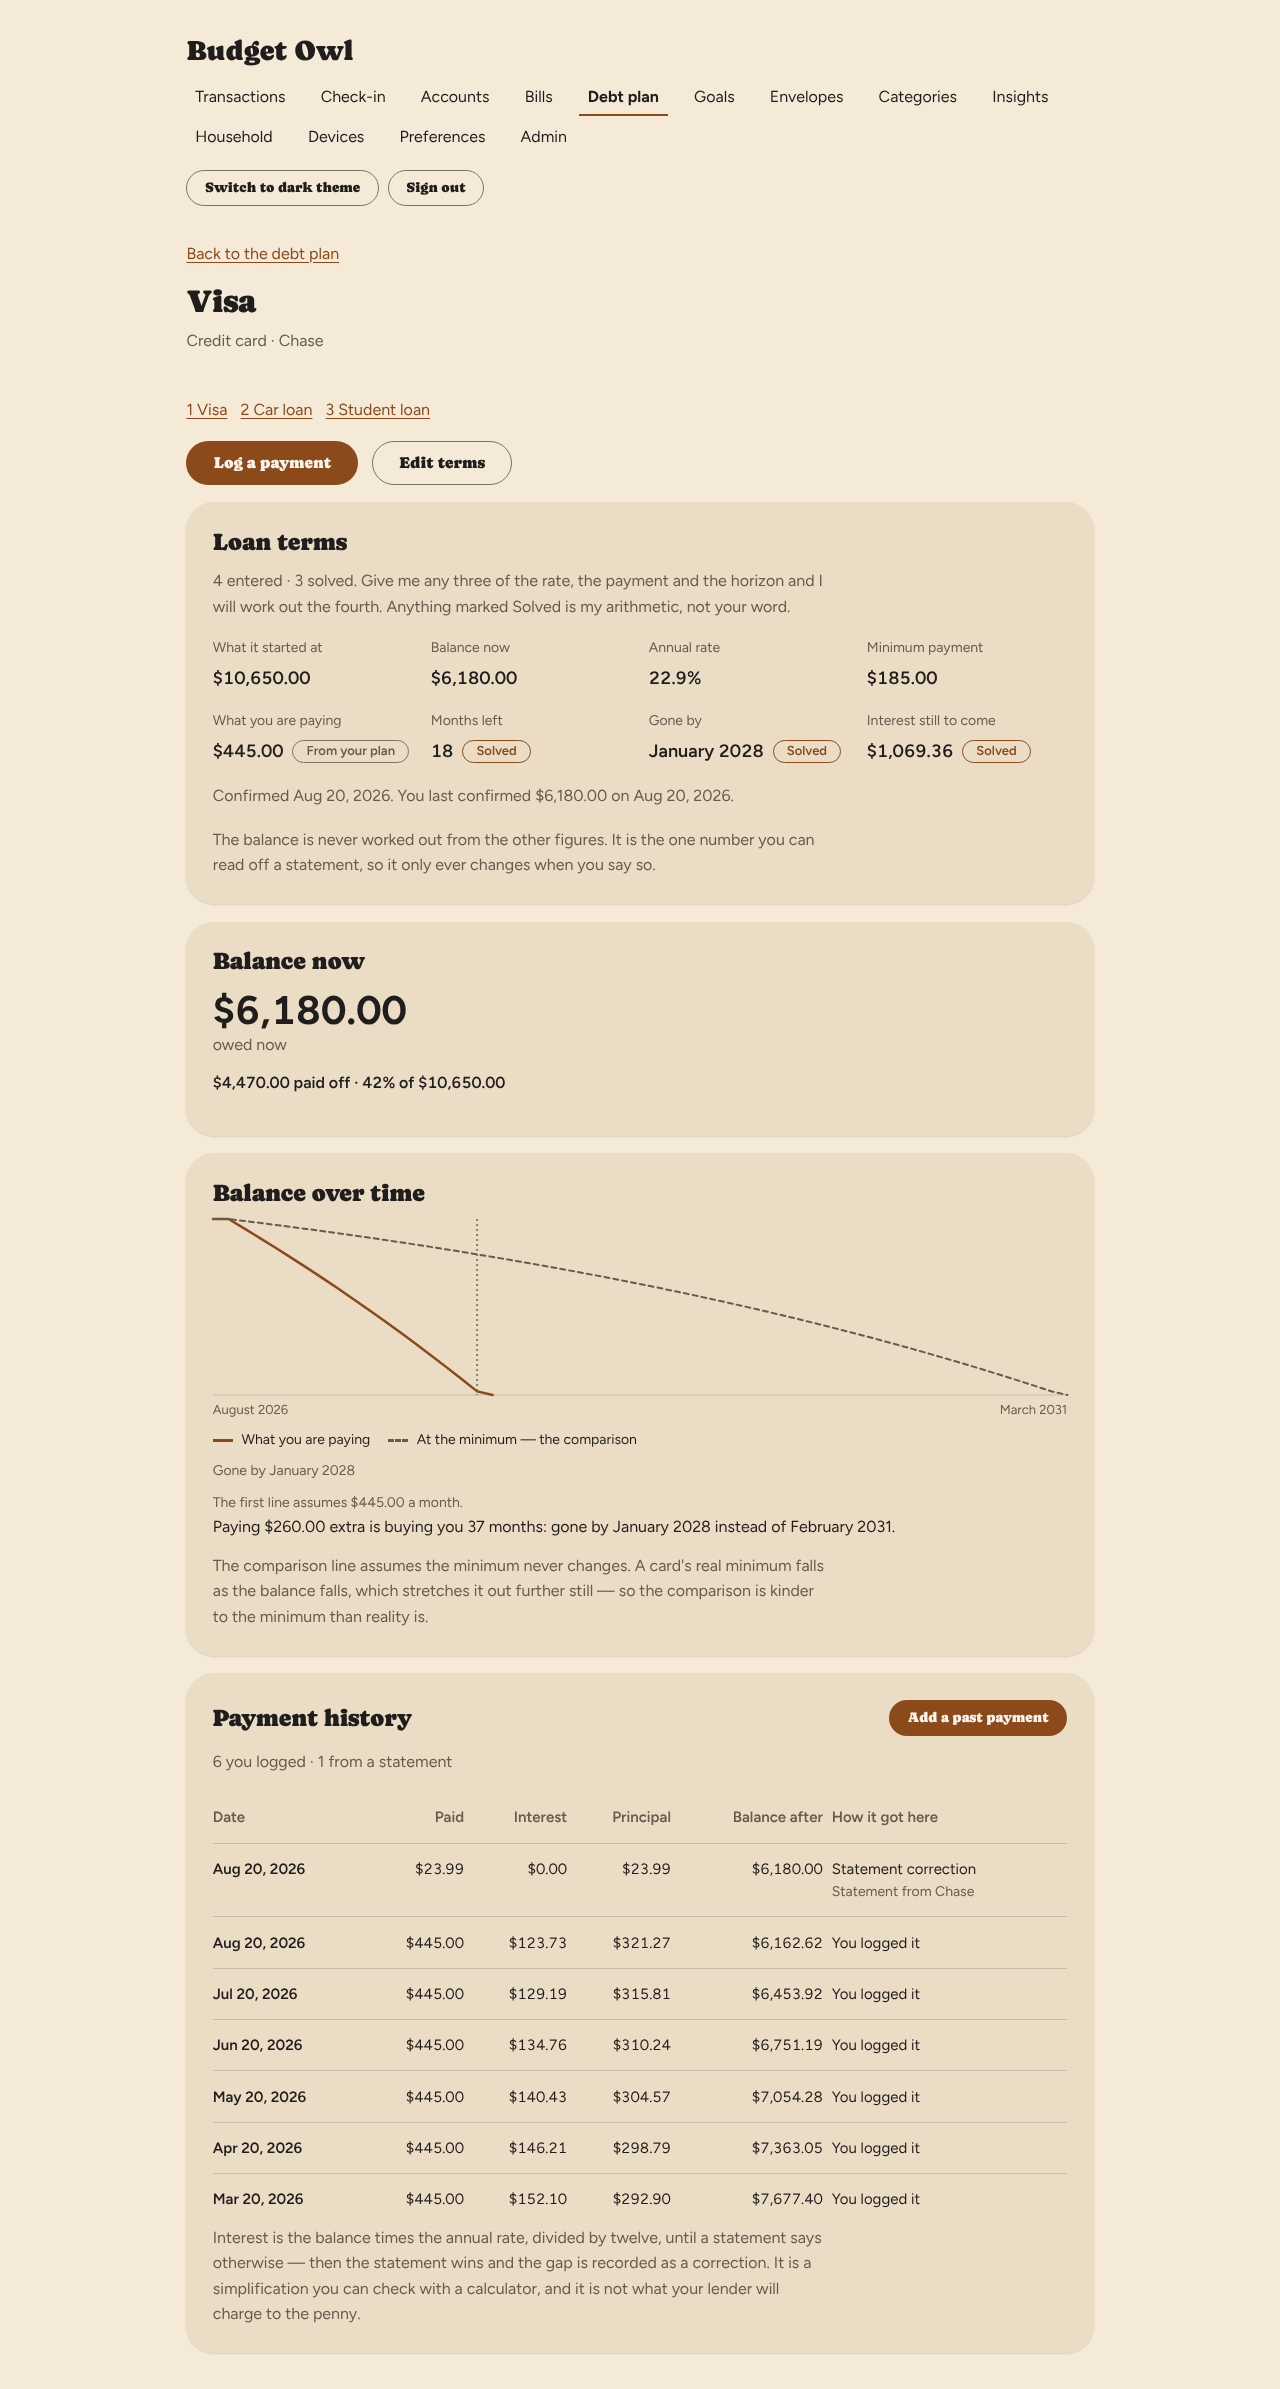 Budget Owl
Transactions Check-in Accounts Bills Debt plan Goals Envelopes Categories Insights
Household Devices Preferences Admin
Switch to dark theme Sign out
Back to the debt plan
Visa
Credit card · Chase
1 Visa 2 Car loan 3 Student loan
Log a payment Edit terms
Loan terms
4 entered · 3 solved. Give me any three of the rate, the payment and the horizon and I
will work out the fourth. Anything marked Solved is my arithmetic, not your word.
What it started at Balance now Annual rate Minimum payment
$10,650.00 $6,180.00 22.9% $185.00
What you are paying Months left Gone by Interest still to come
$445.00 From your plan 18 Solved January 2028 Solved $1,069.36 Solved
Confirmed Aug 20, 2026. You last confirmed $6,180.00 on Aug 20, 2026.
The balance is never worked out from the other figures. It is the one number you can
read off a statement, so it only ever changes when you say so.
Balance now
$6,180.00
owed now
$4,470.00 paid off · 42% of $10,650.00
Balance over time
August 2026 March 2031
What you are paying At the minimum — the comparison
Gone by January 2028
The first line assumes $445.00 a month.
Paying $260.00 extra is buying you 37 months: gone by January 2028 instead of February 2031.
The comparison line assumes the minimum never changes. A card's real minimum falls
as the balance falls, which stretches it out further still — so the comparison is kinder
to the minimum than reality is.
Payment history Add a past payment
6 you logged · 1 from a statement
Date Paid Interest Principal Balance after How it got here
Aug 20, 2026 $23.99 $0.00 $23.99 $6,180.00 Statement correction
Statement from Chase
Aug 20, 2026 $445.00 $123.73 $321.27 $6,162.62 You logged it
Jul 20, 2026 $445.00 $129.19 $315.81 $6,453.92 You logged it
Jun 20, 2026 $445.00 $134.76 $310.24 $6,751.19 You logged it
May 20, 2026 $445.00 $140.43 $304.57 $7,054.28 You logged it
Apr 20, 2026 $445.00 $146.21 $298.79 $7,363.05 You logged it
Mar 20, 2026 $445.00 $152.10 $292.90 $7,677.40 You logged it
Interest is the balance times the annual rate, divided by twelve, until a statement says
otherwise — then the statement wins and the gap is recorded as a correction. It is a
simplification you can check with a calculator, and it is not what your lender will
charge to the penny.